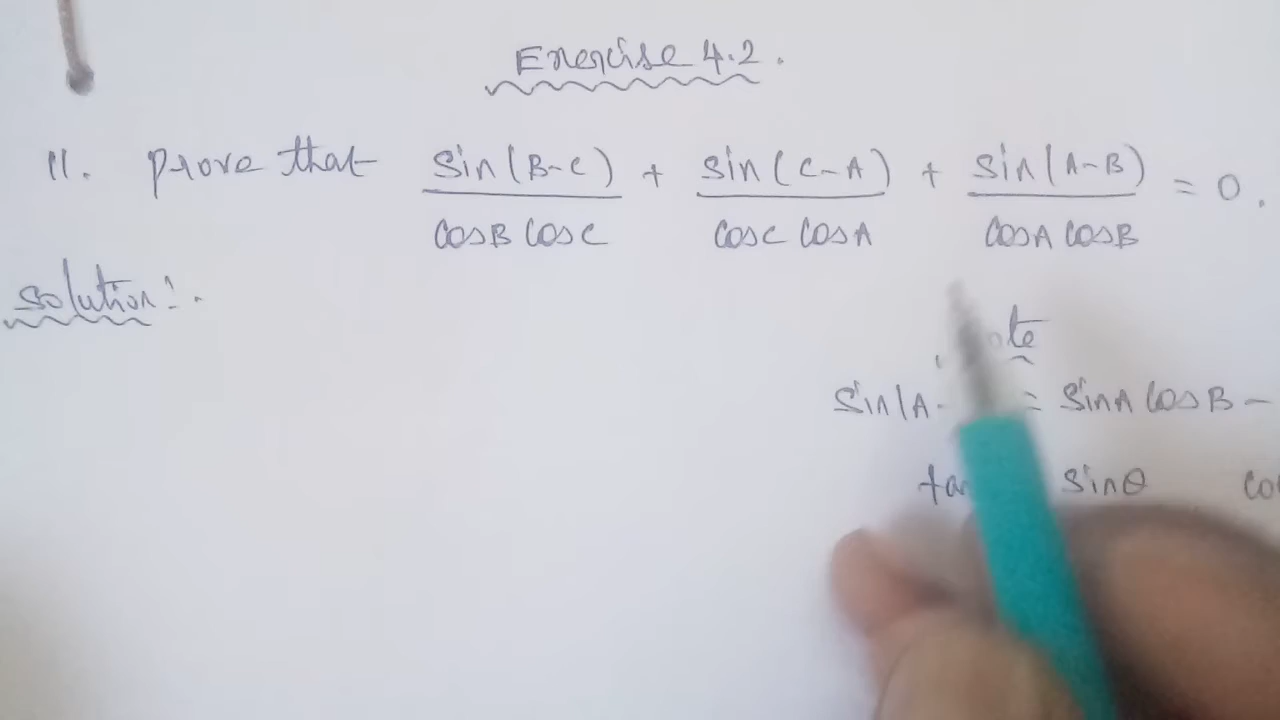 Exercise 4.2.
11. prove that sin(B-C)/cosB cosC + sin(C-A)/cosC cosA + sin(A-B)/cosA cosB = 0.
Solution:.
sin(A- = sinA cosB -
sinθ